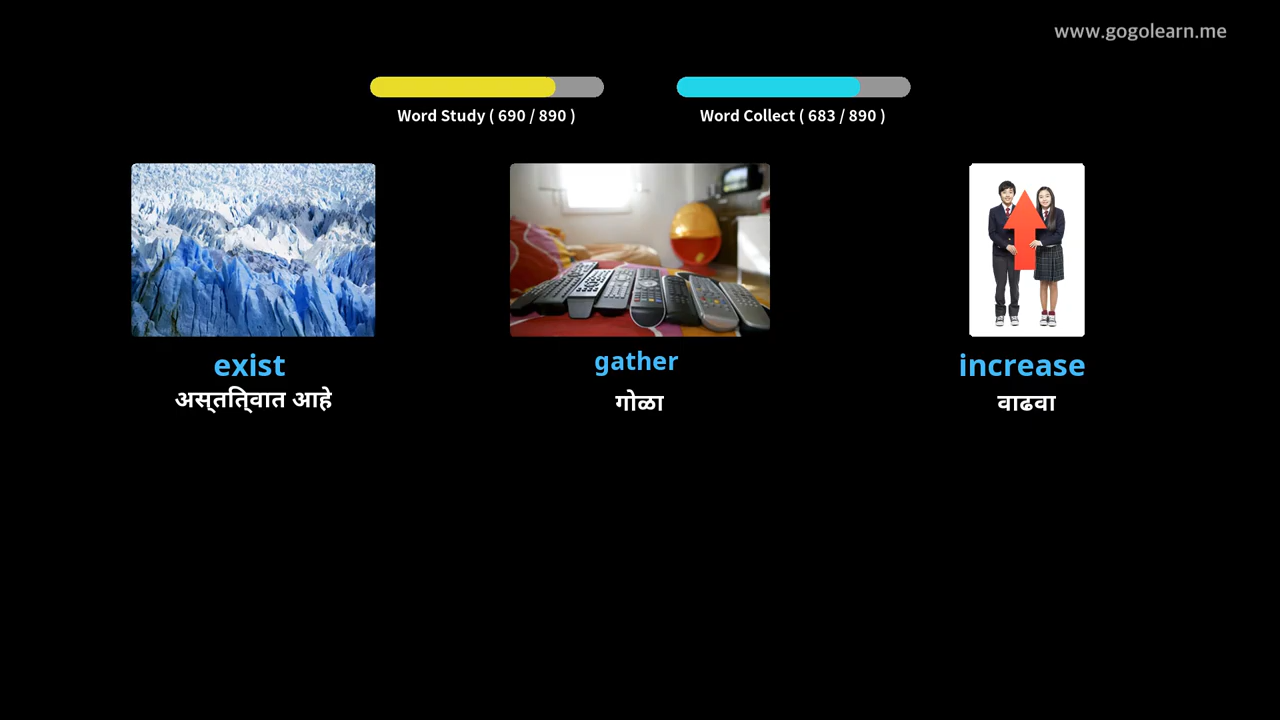 www.gogolearn.me
Word Study ( 690 / 890 )
Word Collect ( 683 / 890 )
exist
अस्तित्वात आहे
gather
गोळा
increase
वाढवा